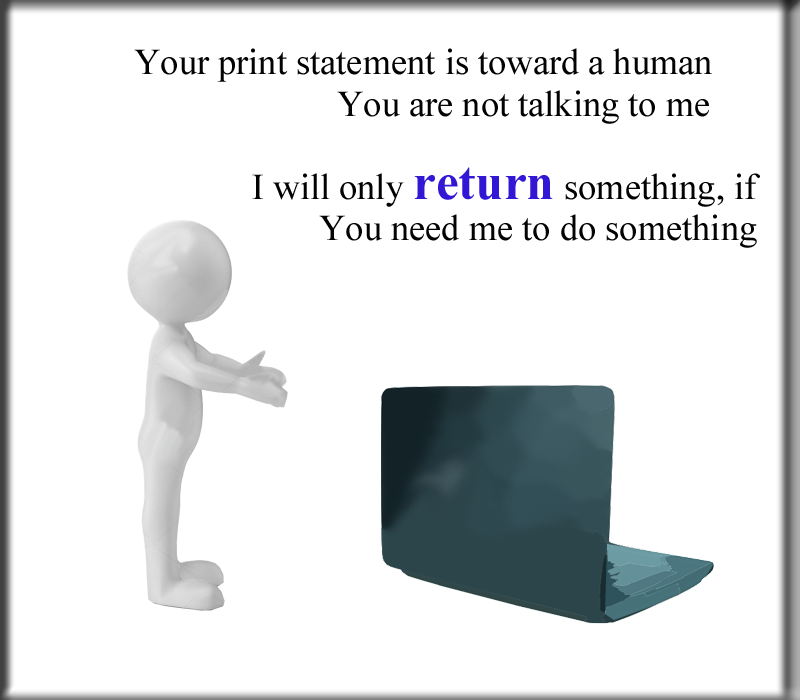 Your print statement is toward a human
You are not talking to me
I will only return something, if
You need me to do something